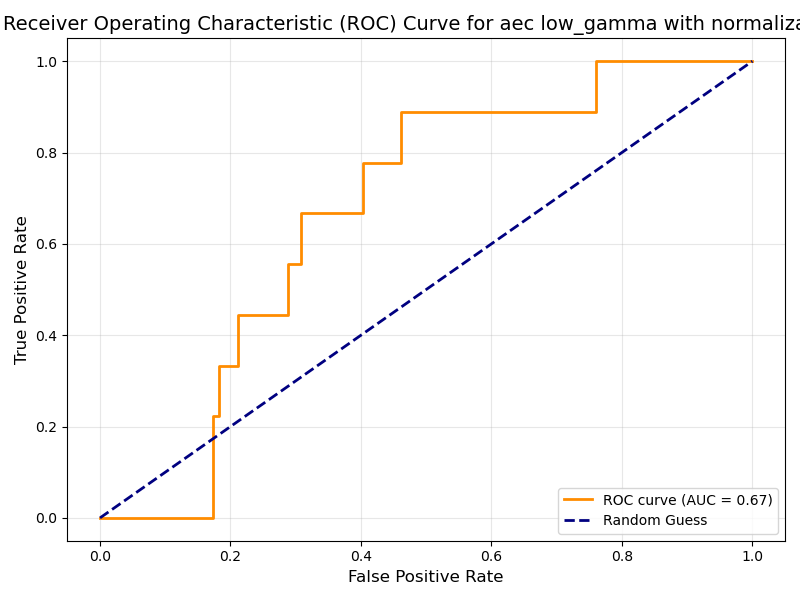 Receiver Operating Characteristic (ROC) Curve for aec low_gamma with
True Positive Rate
1.0
0.8
0.6
0.4
0.2
0.0
ROC curve (AUC = 0.67)
Random Guess
0.0 0.2 0.4 0.6 0.8 1.0
False Positive Rate